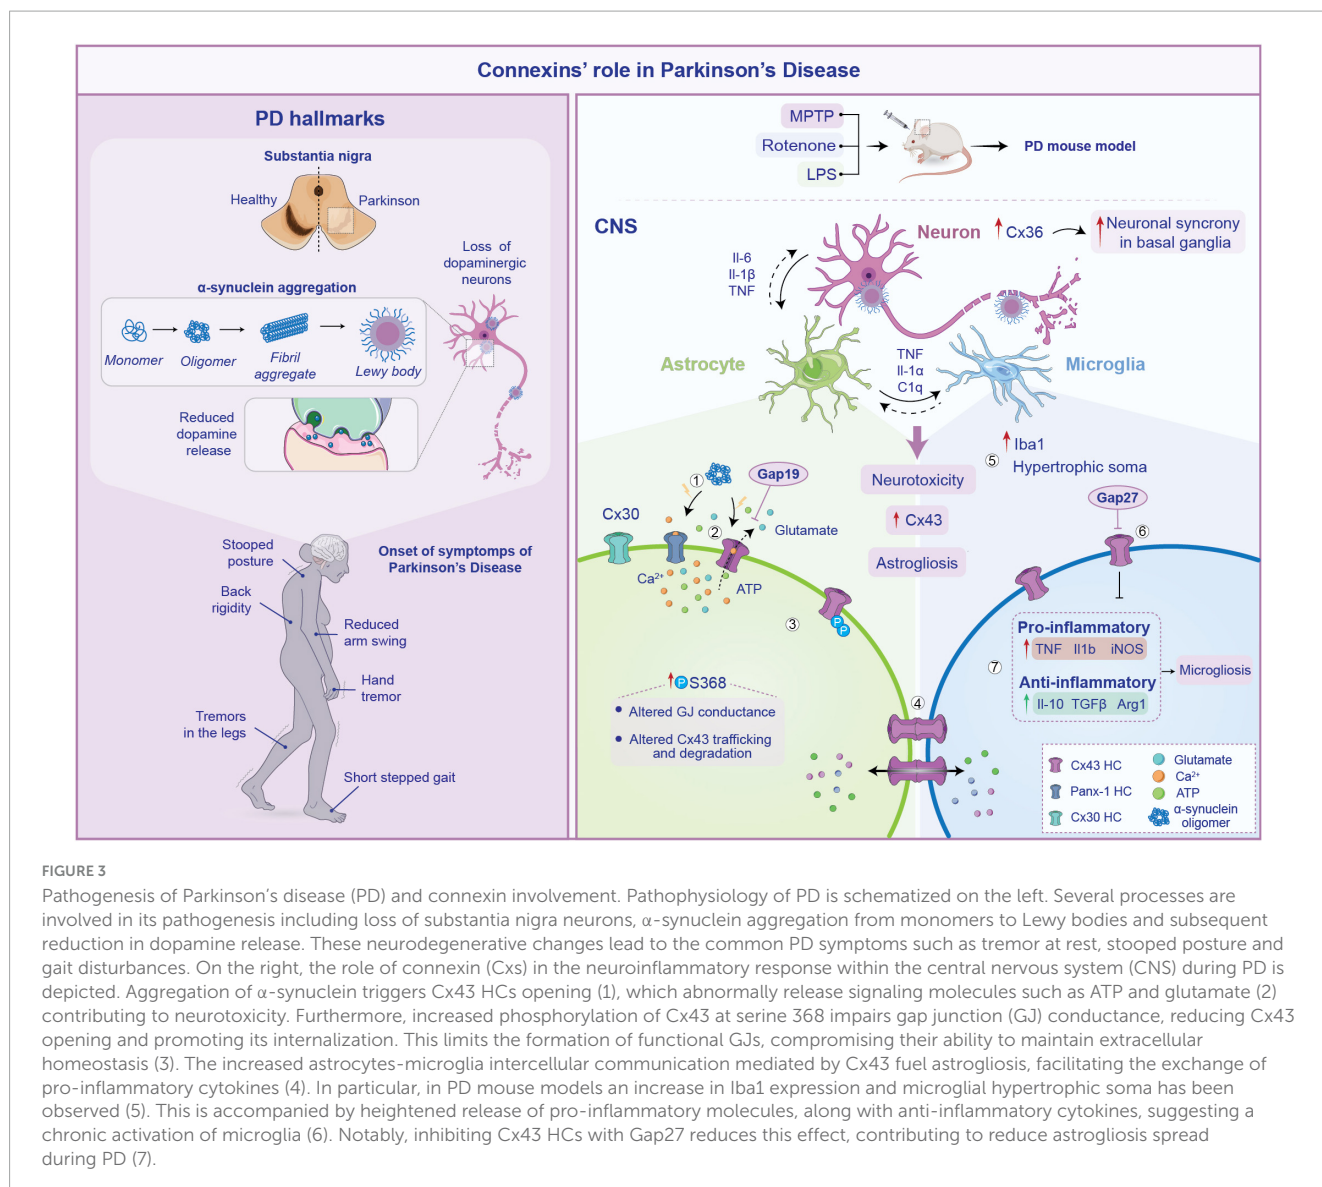 Connexins’ role in Parkinson’s Disease
PD hallmarks
Substantia nigra
Healthy
Parkinson
Loss of
dopaminergic
neurons
α-synuclein aggregation
Monomer
Oligomer
Fibril
aggregate
Lewy body
Reduced
dopamine
release
Onset of symptomps of
Parkinson’s Disease
Stooped
posture
Back
rigidity
Reduced
arm swing
Hand
tremor
Tremors
in the legs
Short stepped gait
MPTP
Rotenone
LPS
PD mouse model
CNS
Neuron
Cx36
Neuronal syncrony
in basal ganglia
Il-6
Il-1β
TNF
Astrocyte
TNF
Il-1α
C1q
Microglia
Neurotoxicity
Cx43
Astrogliosis
5
Iba1
Hypertrophic soma
Gap19
1
2
Glutamate
Cx30
Ca²⁺
ATP
3
P
P
P S368
• Altered GJ conductance
• Altered Cx43 trafficking
and degradation
4
Gap27
6
7
Pro-inflammatory
TNF Il1b iNOS
Anti-inflammatory
Il-10 TGFβ Arg1
Microgliosis
Cx43 HC
Panx-1 HC
Cx30 HC
Glutamate
Ca²⁺
ATP
α-synuclein
oligomer
FIGURE 3
Pathogenesis of Parkinson’s disease (PD) and connexin involvement. Pathophysiology of PD is schematized on the left. Several processes are
involved in its pathogenesis including loss of substantia nigra neurons, α-synuclein aggregation from monomers to Lewy bodies and subsequent
reduction in dopamine release. These neurodegenerative changes lead to the common PD symptoms such as tremor at rest, stooped posture and
gait disturbances. On the right, the role of connexin (Cxs) in the neuroinflammatory response within the central nervous system (CNS) during PD is
depicted. Aggregation of α-synuclein triggers Cx43 HCs opening (1), which abnormally release signaling molecules such as ATP and glutamate (2)
contributing to neurotoxicity. Furthermore, increased phosphorylation of Cx43 at serine 368 impairs gap junction (GJ) conductance, reducing Cx43
opening and promoting its internalization. This limits the formation of functional GJs, compromising their ability to maintain extracellular
homeostasis (3). The increased astrocytes-microglia intercellular communication mediated by Cx43 fuel astrogliosis, facilitating the exchange of
pro-inflammatory cytokines (4). In particular, in PD mouse models an increase in Iba1 expression and microglial hypertrophic soma has been
observed (5). This is accompanied by heightened release of pro-inflammatory molecules, along with anti-inflammatory cytokines, suggesting a
chronic activation of microglia (6). Notably, inhibiting Cx43 HCs with Gap27 reduces this effect, contributing to reduce astrogliosis spread
during PD (7).